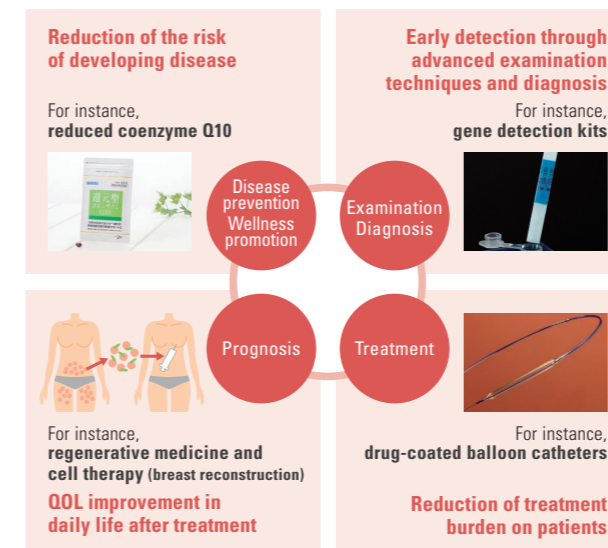 Reduction of the risk
of developing disease
For instance,
reduced coenzyme Q10
還元型
Disease
prevention
Wellness
promotion
Early detection through
advanced examination
techniques and diagnosis
For instance,
gene detection kits
Examination
Diagnosis
Prognosis
For instance,
regenerative medicine and
cell therapy (breast reconstruction)
QOL improvement in
daily life after treatment
Treatment
For instance,
drug-coated balloon catheters
Reduction of treatment
burden on patients